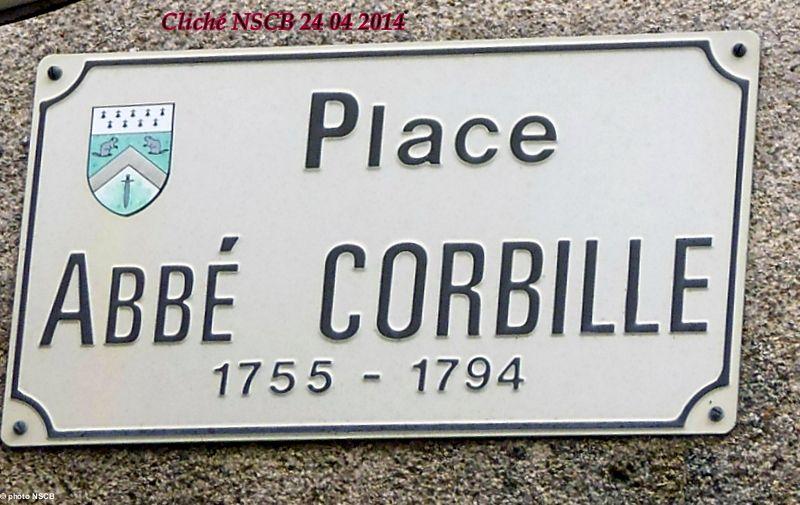 Cliché NSCB 24 04 2014
Place
ABBÉ CORBILLE
1755 - 1794
© photo NSCB